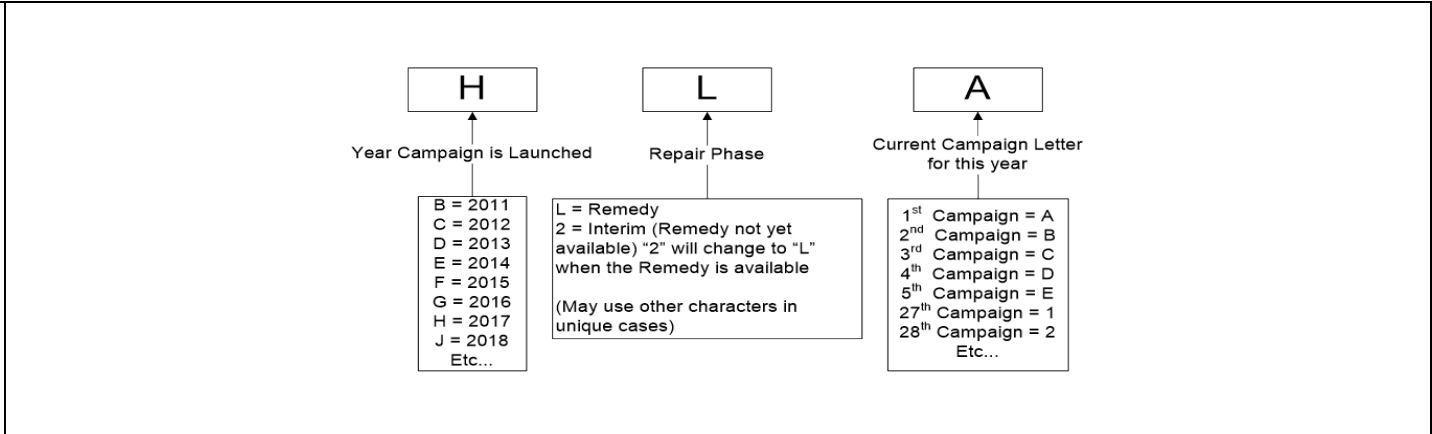 H
L
A
Year Campaign is Launched
Repair Phase
Current Campaign Letter
for this year
B = 2011
C = 2012
D = 2013
E = 2014
F = 2015
G = 2016
H = 2017
J = 2018
Etc...
L = Remedy
2 = Interim (Remedy not yet
available) “2” will change to “L”
when the Remedy is available
(May use other characters in
unique cases)
1st Campaign = A
2nd Campaign = B
3rd Campaign = C
4th Campaign = D
5th Campaign = E
27th Campaign = 1
28th Campaign = 2
Etc...